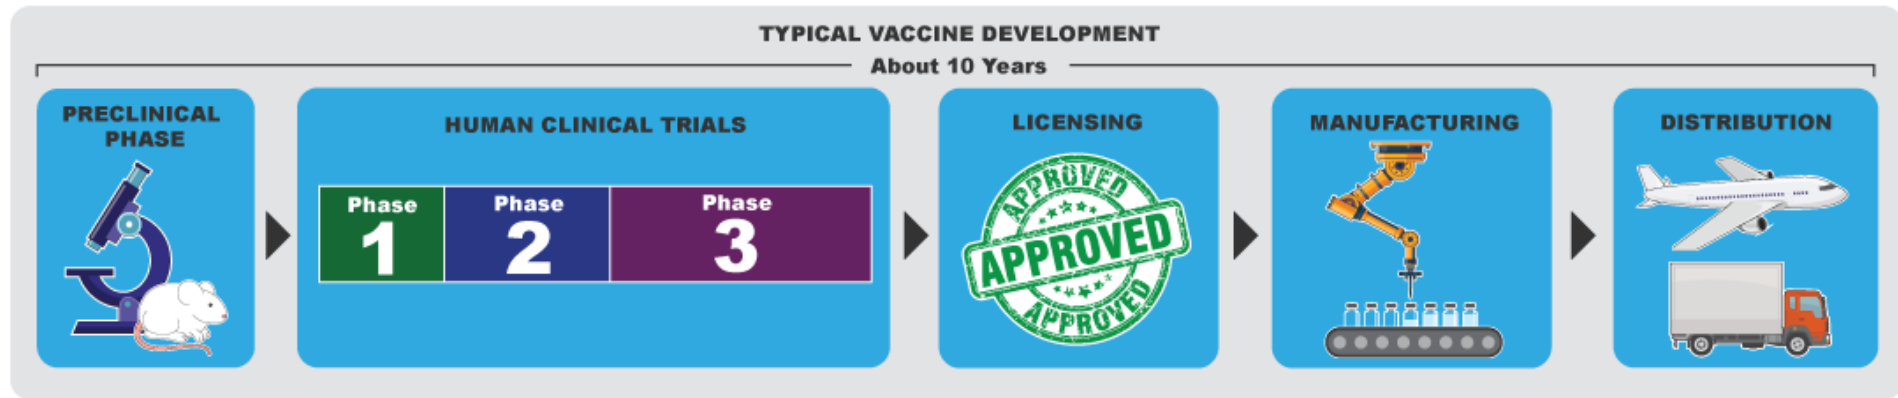 TYPICAL VACCINE DEVELOPMENT
About 10 Years
PRECLINICAL
PHASE
HUMAN CLINICAL TRIALS
Phase
1
Phase
2
Phase
3
LICENSING
APPROVED
APPROVED
APPROVED
MANUFACTURING
DISTRIBUTION